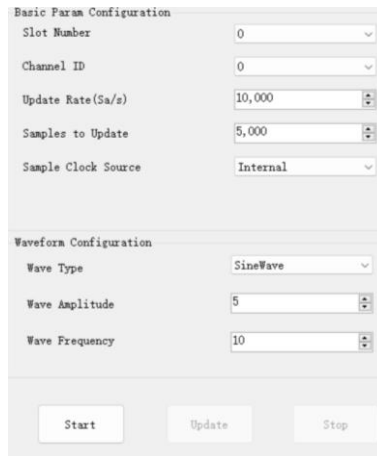 Basic Param Configuration
Slot Number 0
Channel ID 0
Update Rate(Sa/s) 10,000
Samples to Update 5,000
Sample Clock Source Internal
Waveform Configuration
Wave Type SineWave
Wave Amplitude 5
Wave Frequency 10
Start Update Stop